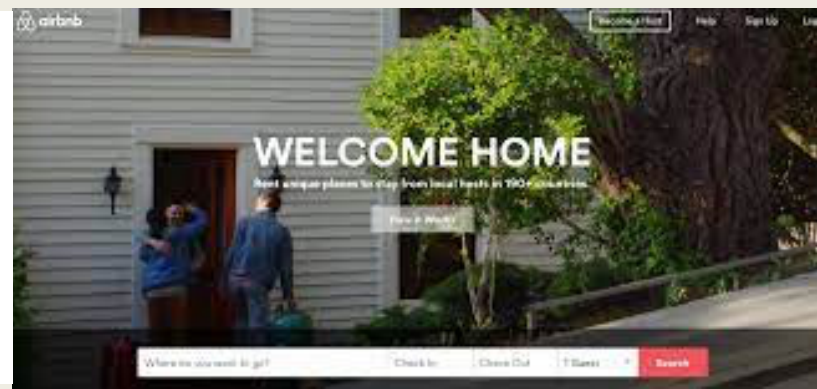 airbnb
Become a Host Help Sign Up
WELCOME HOME
Rent unique places to stay from local hosts in 190+ countries.
How it Works
Where do you want to go? Check In Check Out 1 Guest Search